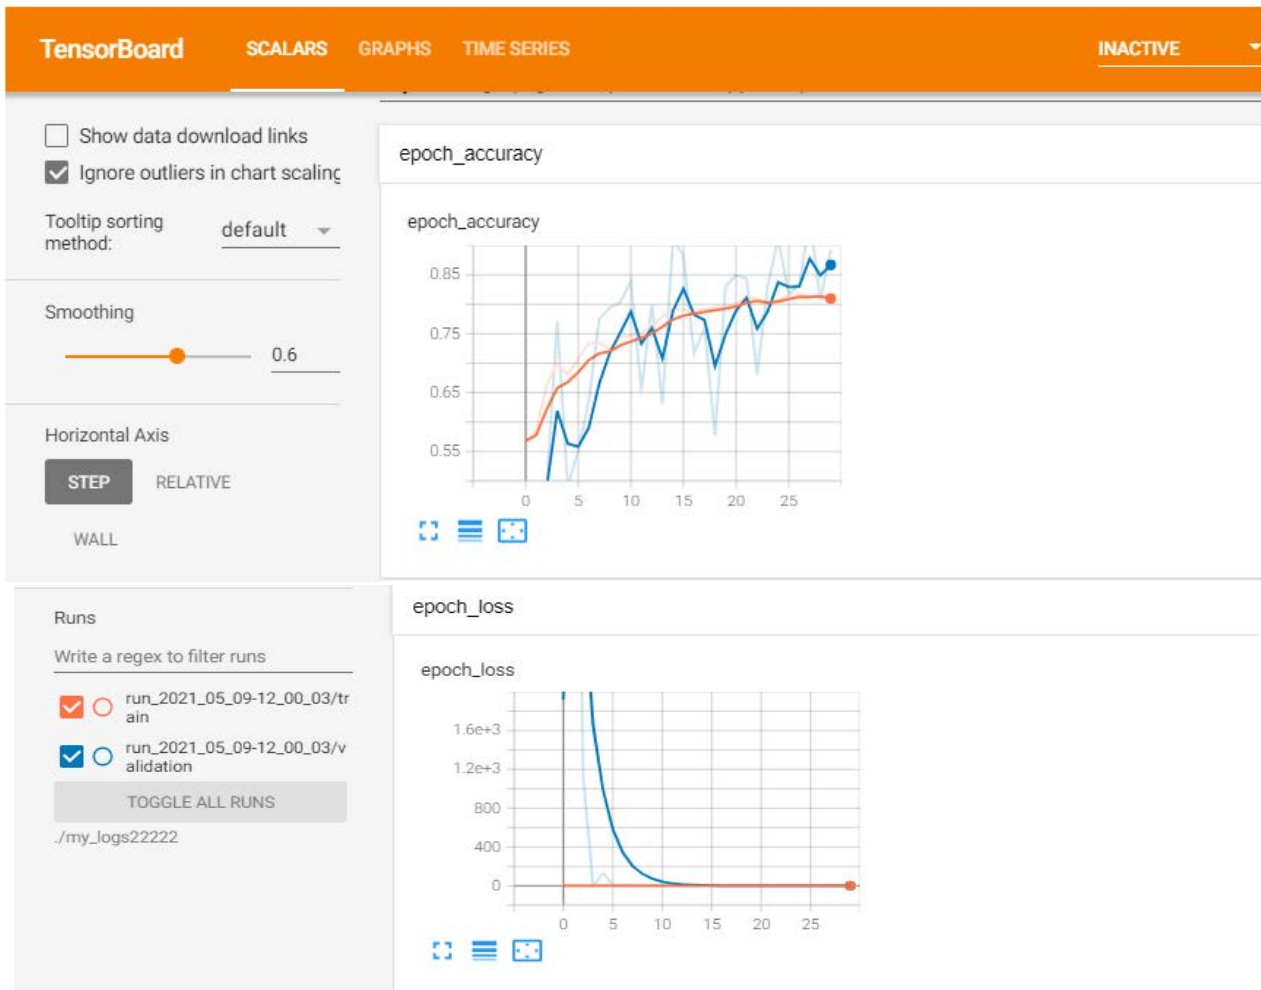 TensorBoard SCALARS GRAPHS TIME SERIES INACTIVE
Show data download links
Ignore outliers in chart scaling
Tooltip sorting
method:
default
Smoothing
0.6
Horizontal Axis
STEP RELATIVE
WALL
epoch_accuracy
epoch_accuracy
0.85
0.75
0.65
0.55
0 5 10 15 20 25
Runs
Write a regex to filter runs
run_2021_05_09-12_00_03/tr
ain
run_2021_05_09-12_00_03/v
alidation
TOGGLE ALL RUNS
./my_logs22222
epoch_loss
epoch_loss
1.6e+3
1.2e+3
800
400
0
0 5 10 15 20 25